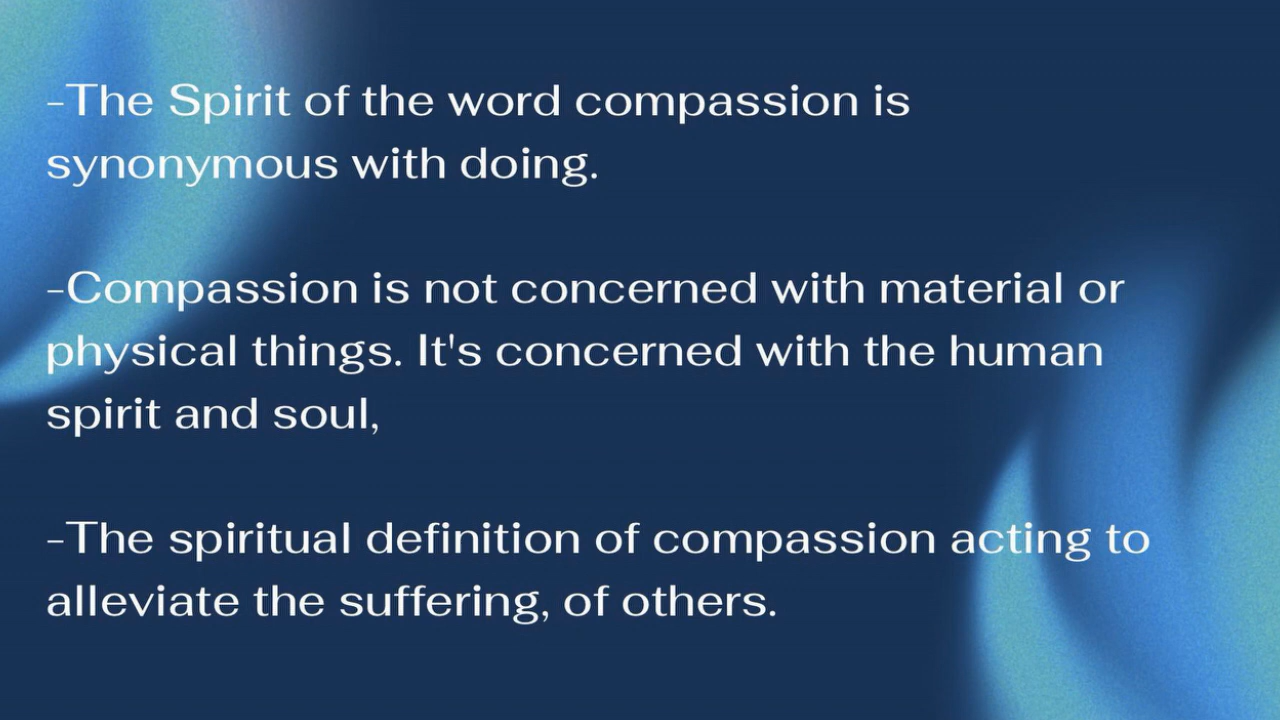 -The Spirit of the word compassion is
synonymous with doing.
-Compassion is not concerned with material or
physical things. It's concerned with the human
spirit and soul,
-The spiritual definition of compassion acting to
alleviate the suffering, of others.